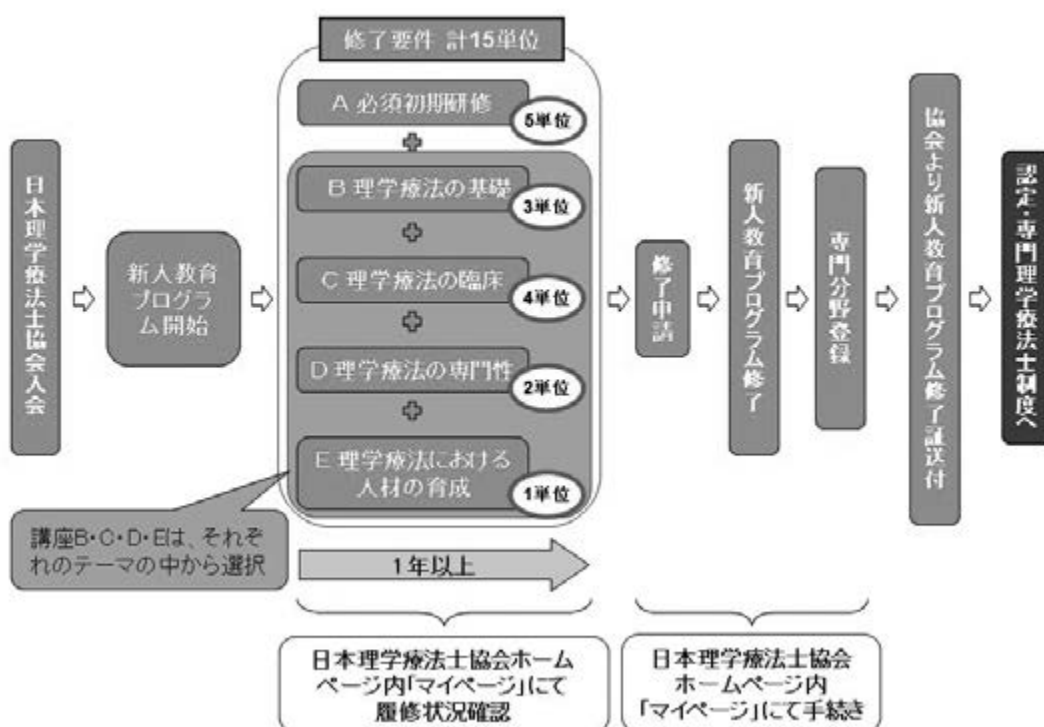 修了要件 計15単位
A 必須初期研修
5単位
B 理学療法の基礎
3単位
C 理学療法の臨床
4単位
D 理学療法の専門性
2単位
E 理学療法における
人材の育成
1単位
日本理学療法士協会入会
新人教育
プログラ
ム開始
修了申請
新人教育プログラム修了
専門分野登録
協会より新人教育プログラム修了証送付
認定・専門理学療法士制度へ
講座B・C・D・Eは、それぞ
れのテーマの中から選択
1年以上
日本理学療法士協会ホーム
ページ内「マイページ」にて
履修状況確認
日本理学療法士協会
ホームページ内
「マイページ」にて手続き